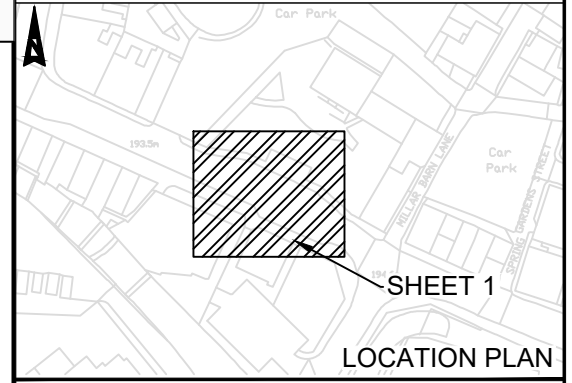 Car Park
N
193.5m
MILLAR BARN LANE
Car
Park
SPRING GARDENS STREET
194
SHEET 1
LOCATION PLAN